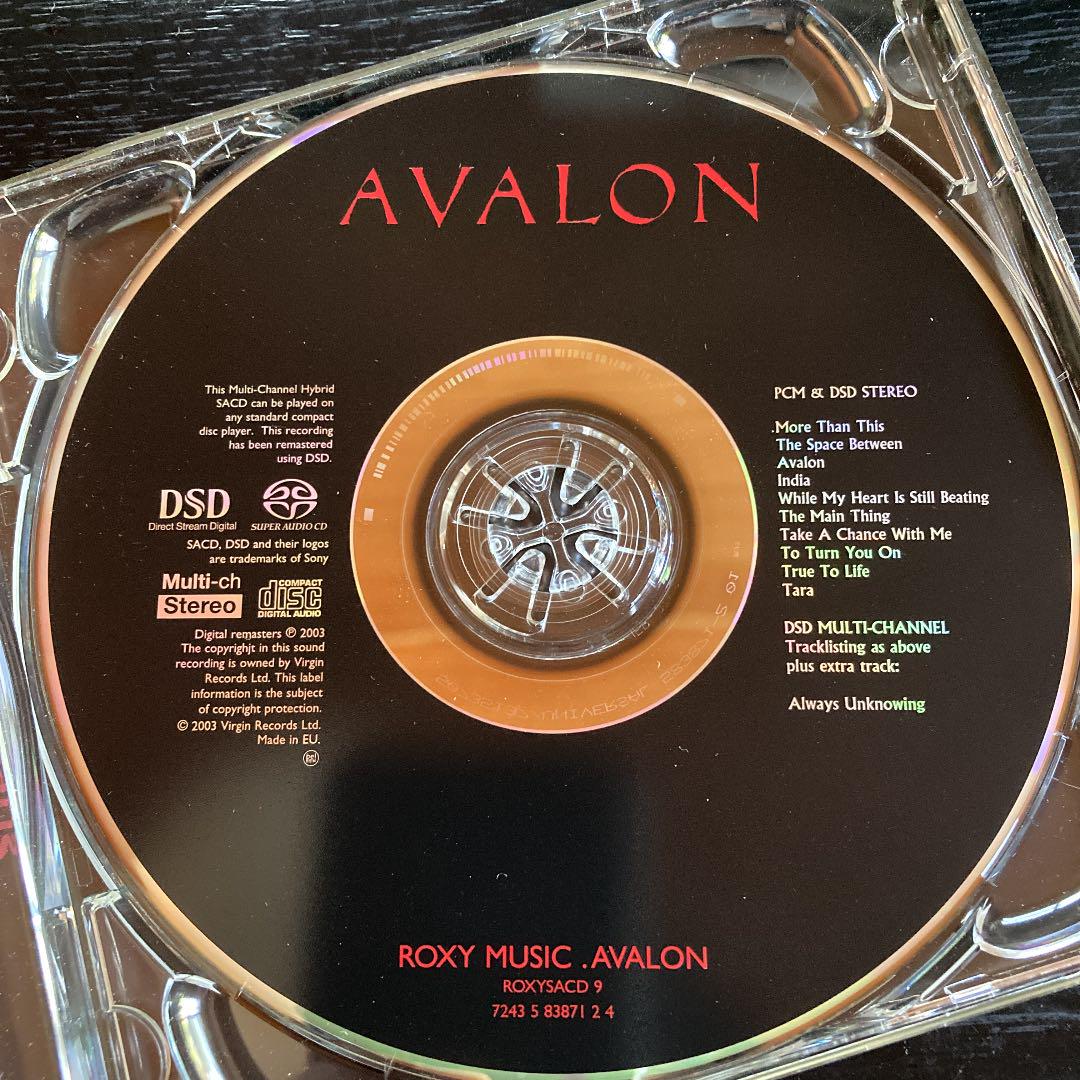 AVALON
This Multi-Channel Hybrid
SACD can be played on
any standard compact
disc player. This recording
has been remastered
using DSD.
DSD
Direct Stream Digital
SUPER AUDIO CD
SACD, DSD and their logos
are trademarks of Sony
Multi-ch
Stereo
COMPACT
disc
DIGITAL AUDIO
Digital remasters ℗ 2003
The copyrighjt in this sound
recording is owned by Virgin
Records Ltd. This label
information is the subject
of copyright protection.
© 2003 Virgin Records Ltd.
Made in EU.
PCM & DSD STEREO
.More Than This
The Space Between
Avalon
India
While My Heart Is Still Beating
The Main Thing
Take A Chance With Me
To Turn You On
True To Life
Tara
DSD MULTI-CHANNEL
Tracklisting as above
plus extra track:
Always Unknowing
ROXY MUSIC .AVALON
ROXYSACD 9
7243 5 83871 2 4